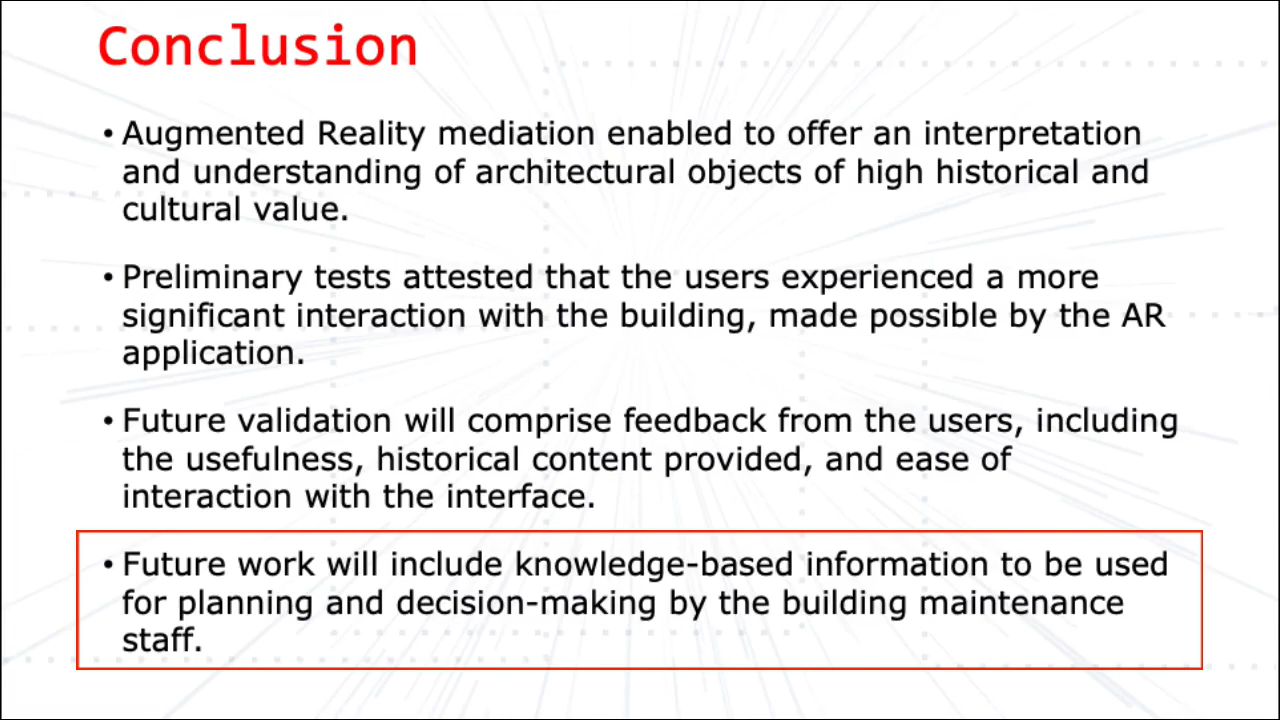 Conclusion
• Augmented Reality mediation enabled to offer an interpretation
and understanding of architectural objects of high historical and
cultural value.
• Preliminary tests attested that the users experienced a more
significant interaction with the building, made possible by the AR
application.
• Future validation will comprise feedback from the users, including
the usefulness, historical content provided, and ease of
interaction with the interface.
• Future work will include knowledge-based information to be used
for planning and decision-making by the building maintenance
staff.